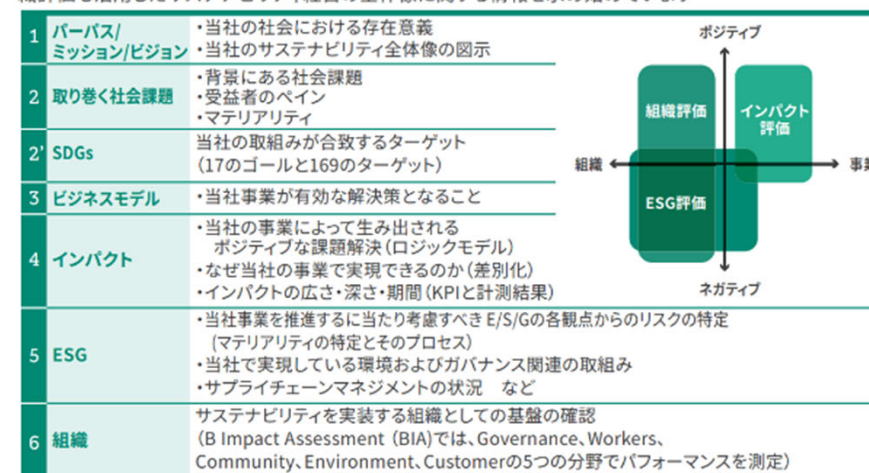 1 パーパス/
ミッション/ビジョン
・当社の社会における存在意義
・当社のサステナビリティ全体像の図示
2 取り巻く社会課題
・背景にある社会課題
・受益者のペイン
・マテリアリティ
2' SDGs
当社の取組みが合致するターゲット
(17のゴールと169のターゲット)
3 ビジネスモデル
・当社事業が有効な解決策となること
4 インパクト
・当社の事業によって生み出される
ポジティブな課題解決(ロジックモデル)
・なぜ当社の事業で実現できるのか(差別化)
・インパクトの広さ・深さ・期間(KPIと計測結果)
5 ESG
・当社事業を推進するに当たり考慮すべきE/S/Gの各観点からのリスクの特定
(マテリアリティの特定とそのプロセス)
・当社で実現している環境およびガバナンス関連の取組み
・サプライチェーンマネジメントの状況 など
6 組織
サステナビリティを実装する組織としての基盤の確認
(B Impact Assessment (BIA)では、Governance、Workers、
Community、Environment、Customerの5つの分野でパフォーマンスを測定)
ポジティブ
組織評価
インパクト
評価
組織
事業
ESG評価
ネガティブ